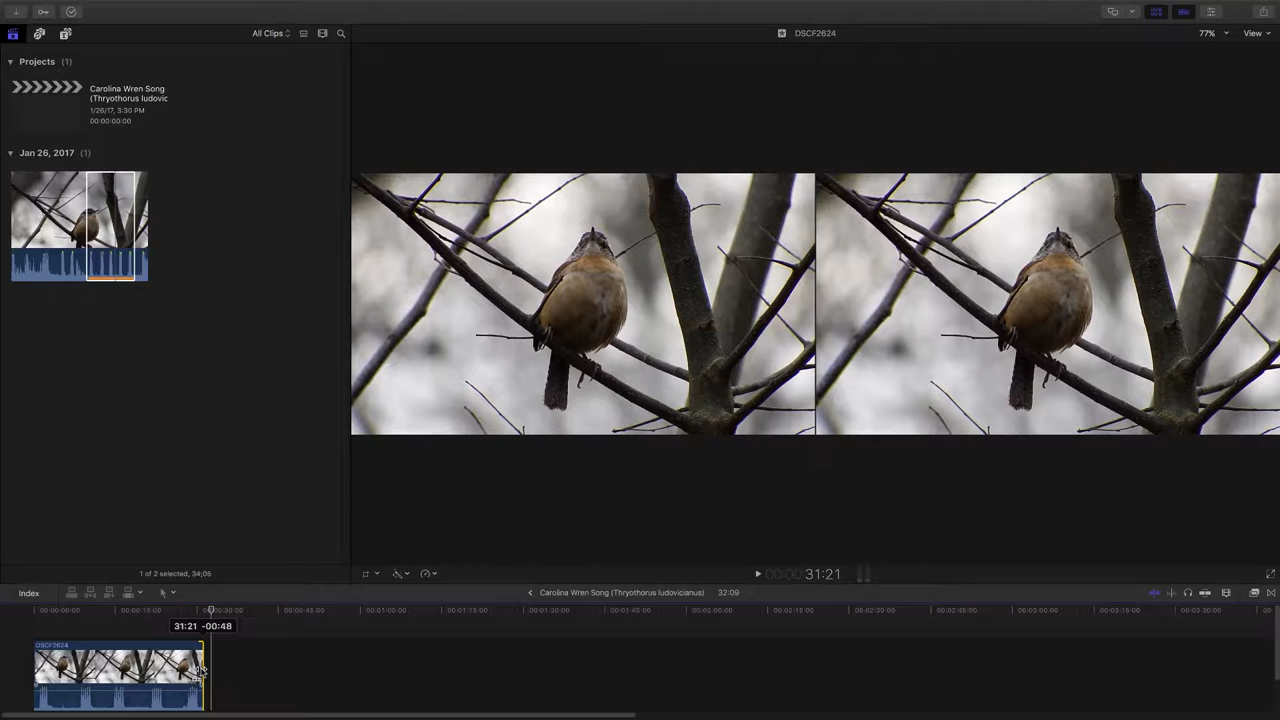 All Clips
DSCF2624
77%
View
Projects (1)
Carolina Wren Song
(Thryothorus ludovic
1/26/17, 3:30 PM
00:00:00:00
Jan 26, 2017 (1)
1 of 2 selected, 34;05
00:00:00:00 31:21
Index
Carolina Wren Song (Thryothorus ludovicianus)
32:09
00:00:00:00
00:00:15:00
00:00:30:00
00:00:45:00
00:01:00:00
00:01:15:00
00:01:30:00
00:01:45:00
00:02:00:00
00:02:15:00
00:02:30:00
00:02:45:00
00:03:00:00
00:03:15:00
00:03:30:00
00
31:21 -00:48
DSCF2624